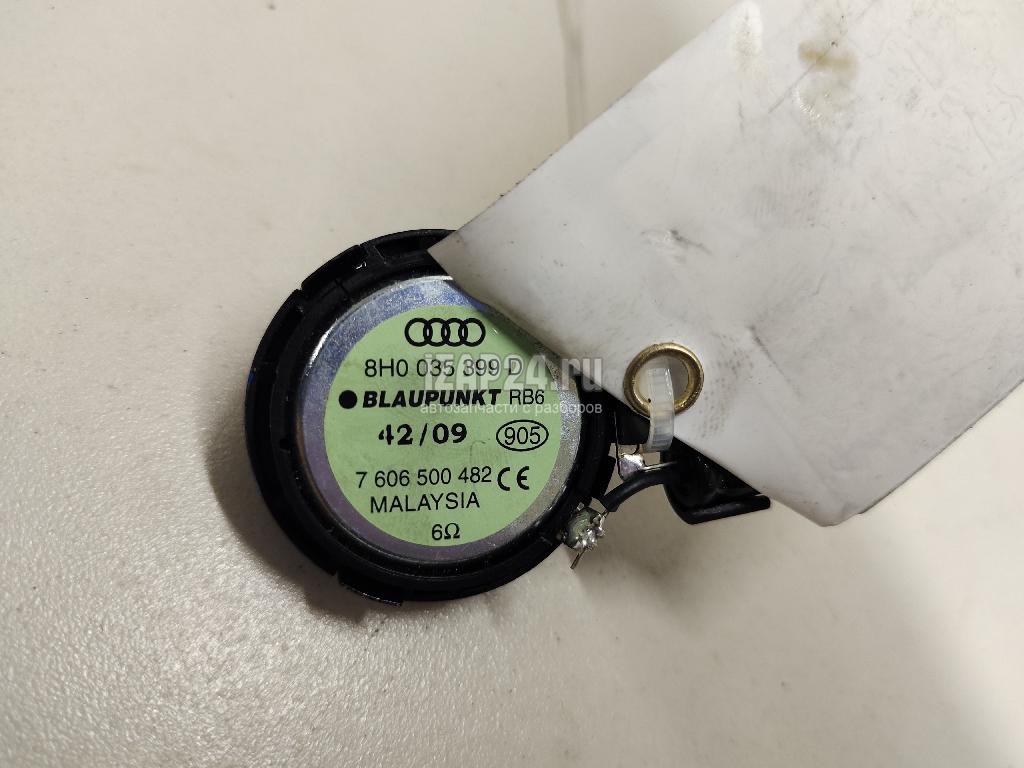 8H0 035 399 D
iZAP24.ru
BLAUPUNKT RB6
автозапчасти с разборов
42/09 905
7 606 500 482 CE
MALAYSIA
6Ω